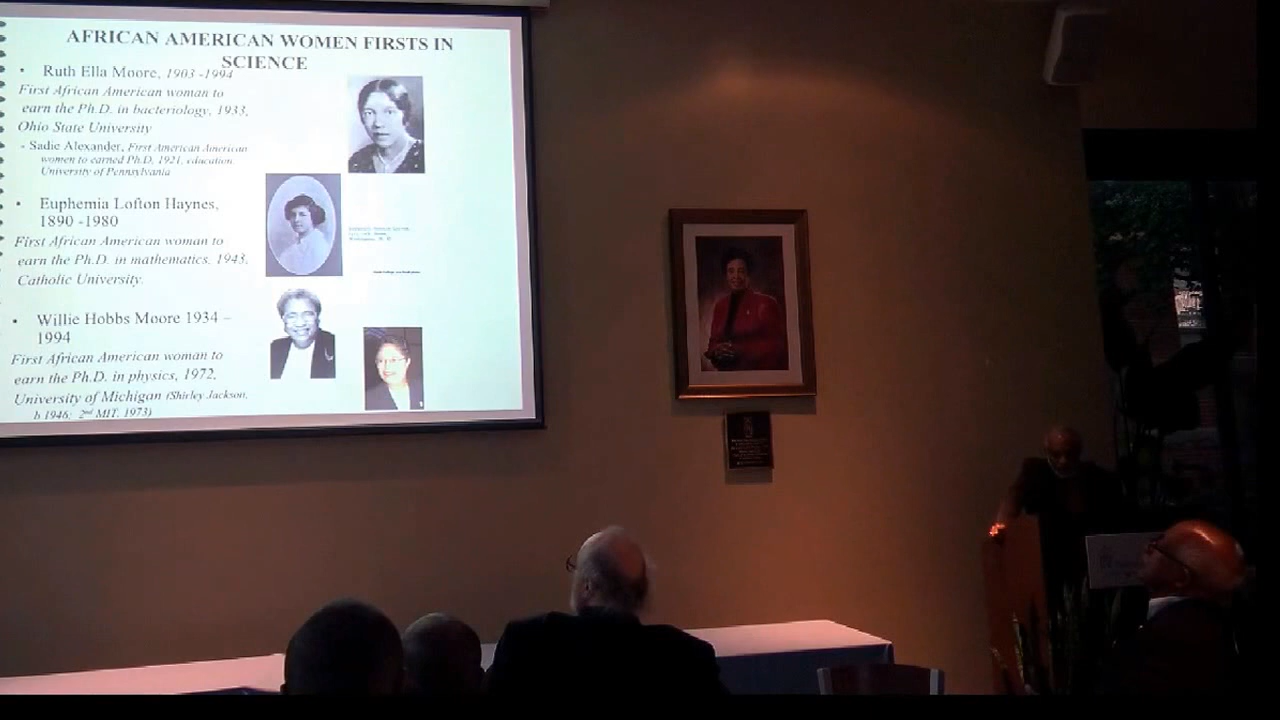 AFRICAN AMERICAN WOMEN FIRSTS IN
SCIENCE
• Ruth Ella Moore, 1903 -1994
First African American woman to
earn the Ph.D. in bacteriology, 1933,
Ohio State University
- Sadie Alexander, First American American
women to earned Ph.D, 1921, education,
University of Pennsylvania
• Euphemia Lofton Haynes,
1890 -1980
First African American woman to
earn the Ph.D. in mathematics. 1943,
Catholic University.
• Willie Hobbs Moore 1934 –
1994
First African American woman to
earn the Ph.D. in physics, 1972,
University of Michigan (Shirley Jackson,
b 1946; 2nd MIT, 1973)